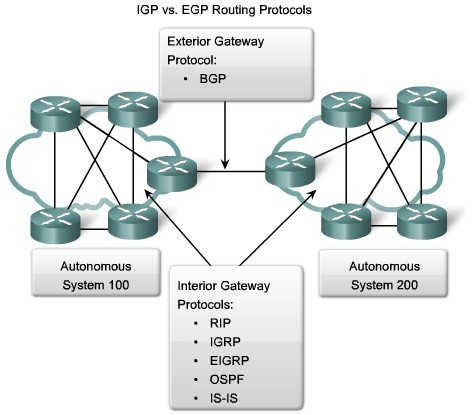 IGP vs. EGP Routing Protocols
Exterior Gateway
Protocol:
• BGP
Autonomous
System 100
Autonomous
System 200
Interior Gateway
Protocols:
• RIP
• IGRP
• EIGRP
• OSPF
• IS-IS